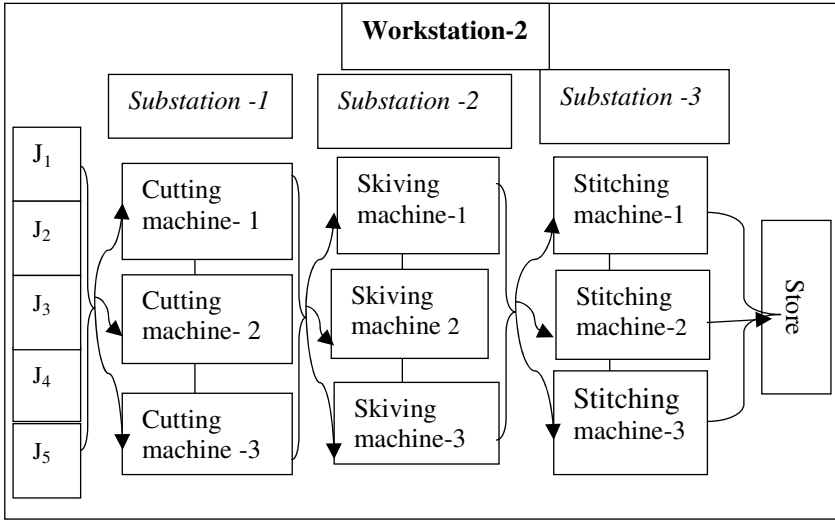 Workstation-2
Substation -1
Substation -2
Substation -3
J1
J2
J3
J4
J5
Cutting
machine- 1
Cutting
machine- 2
Cutting
machine -3
Skiving
machine-1
Skiving
machine 2
Skiving
machine-3
Stitching
machine-1
Stitching
machine-2
Stitching
machine-3
Store